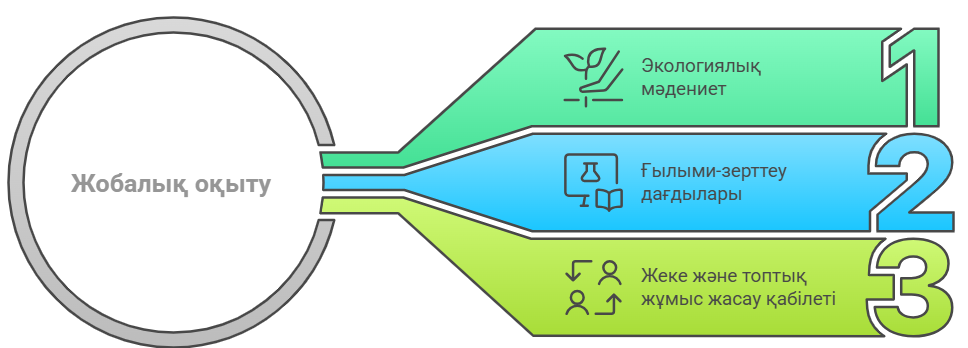 Жобалық оқыту
Экологиялық
мәдениет
1
Ғылыми-зерттеу
дағдылары
2
Жеке және топтық
жұмыс жасау қабілеті
3